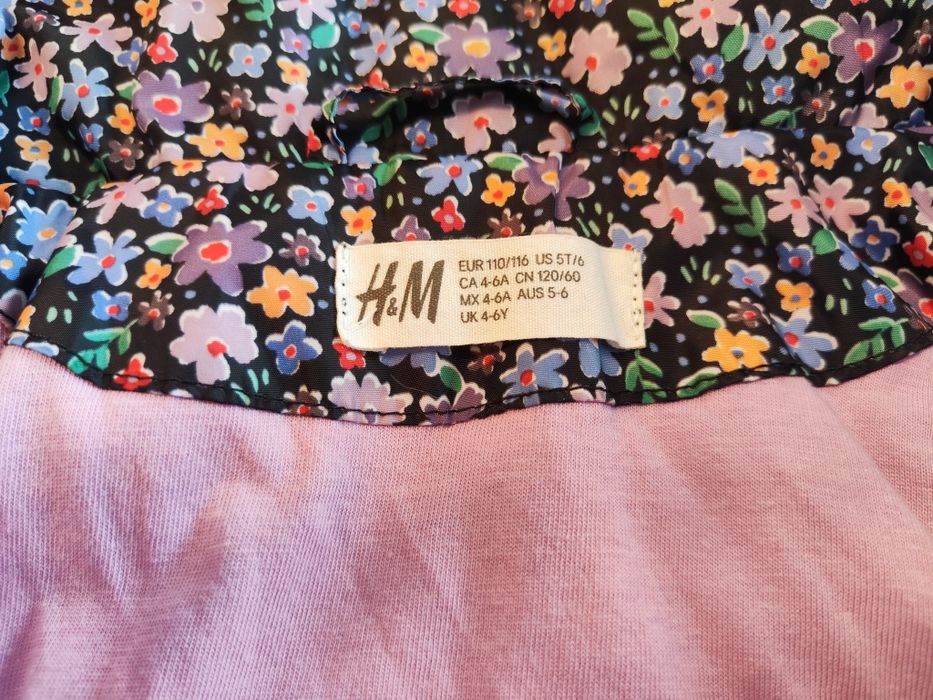 H&M
EUR 110/116 US 5T/6
CA 4-6A CN 120/60
MX 4-6A AUS 5-6
UK 4-6Y